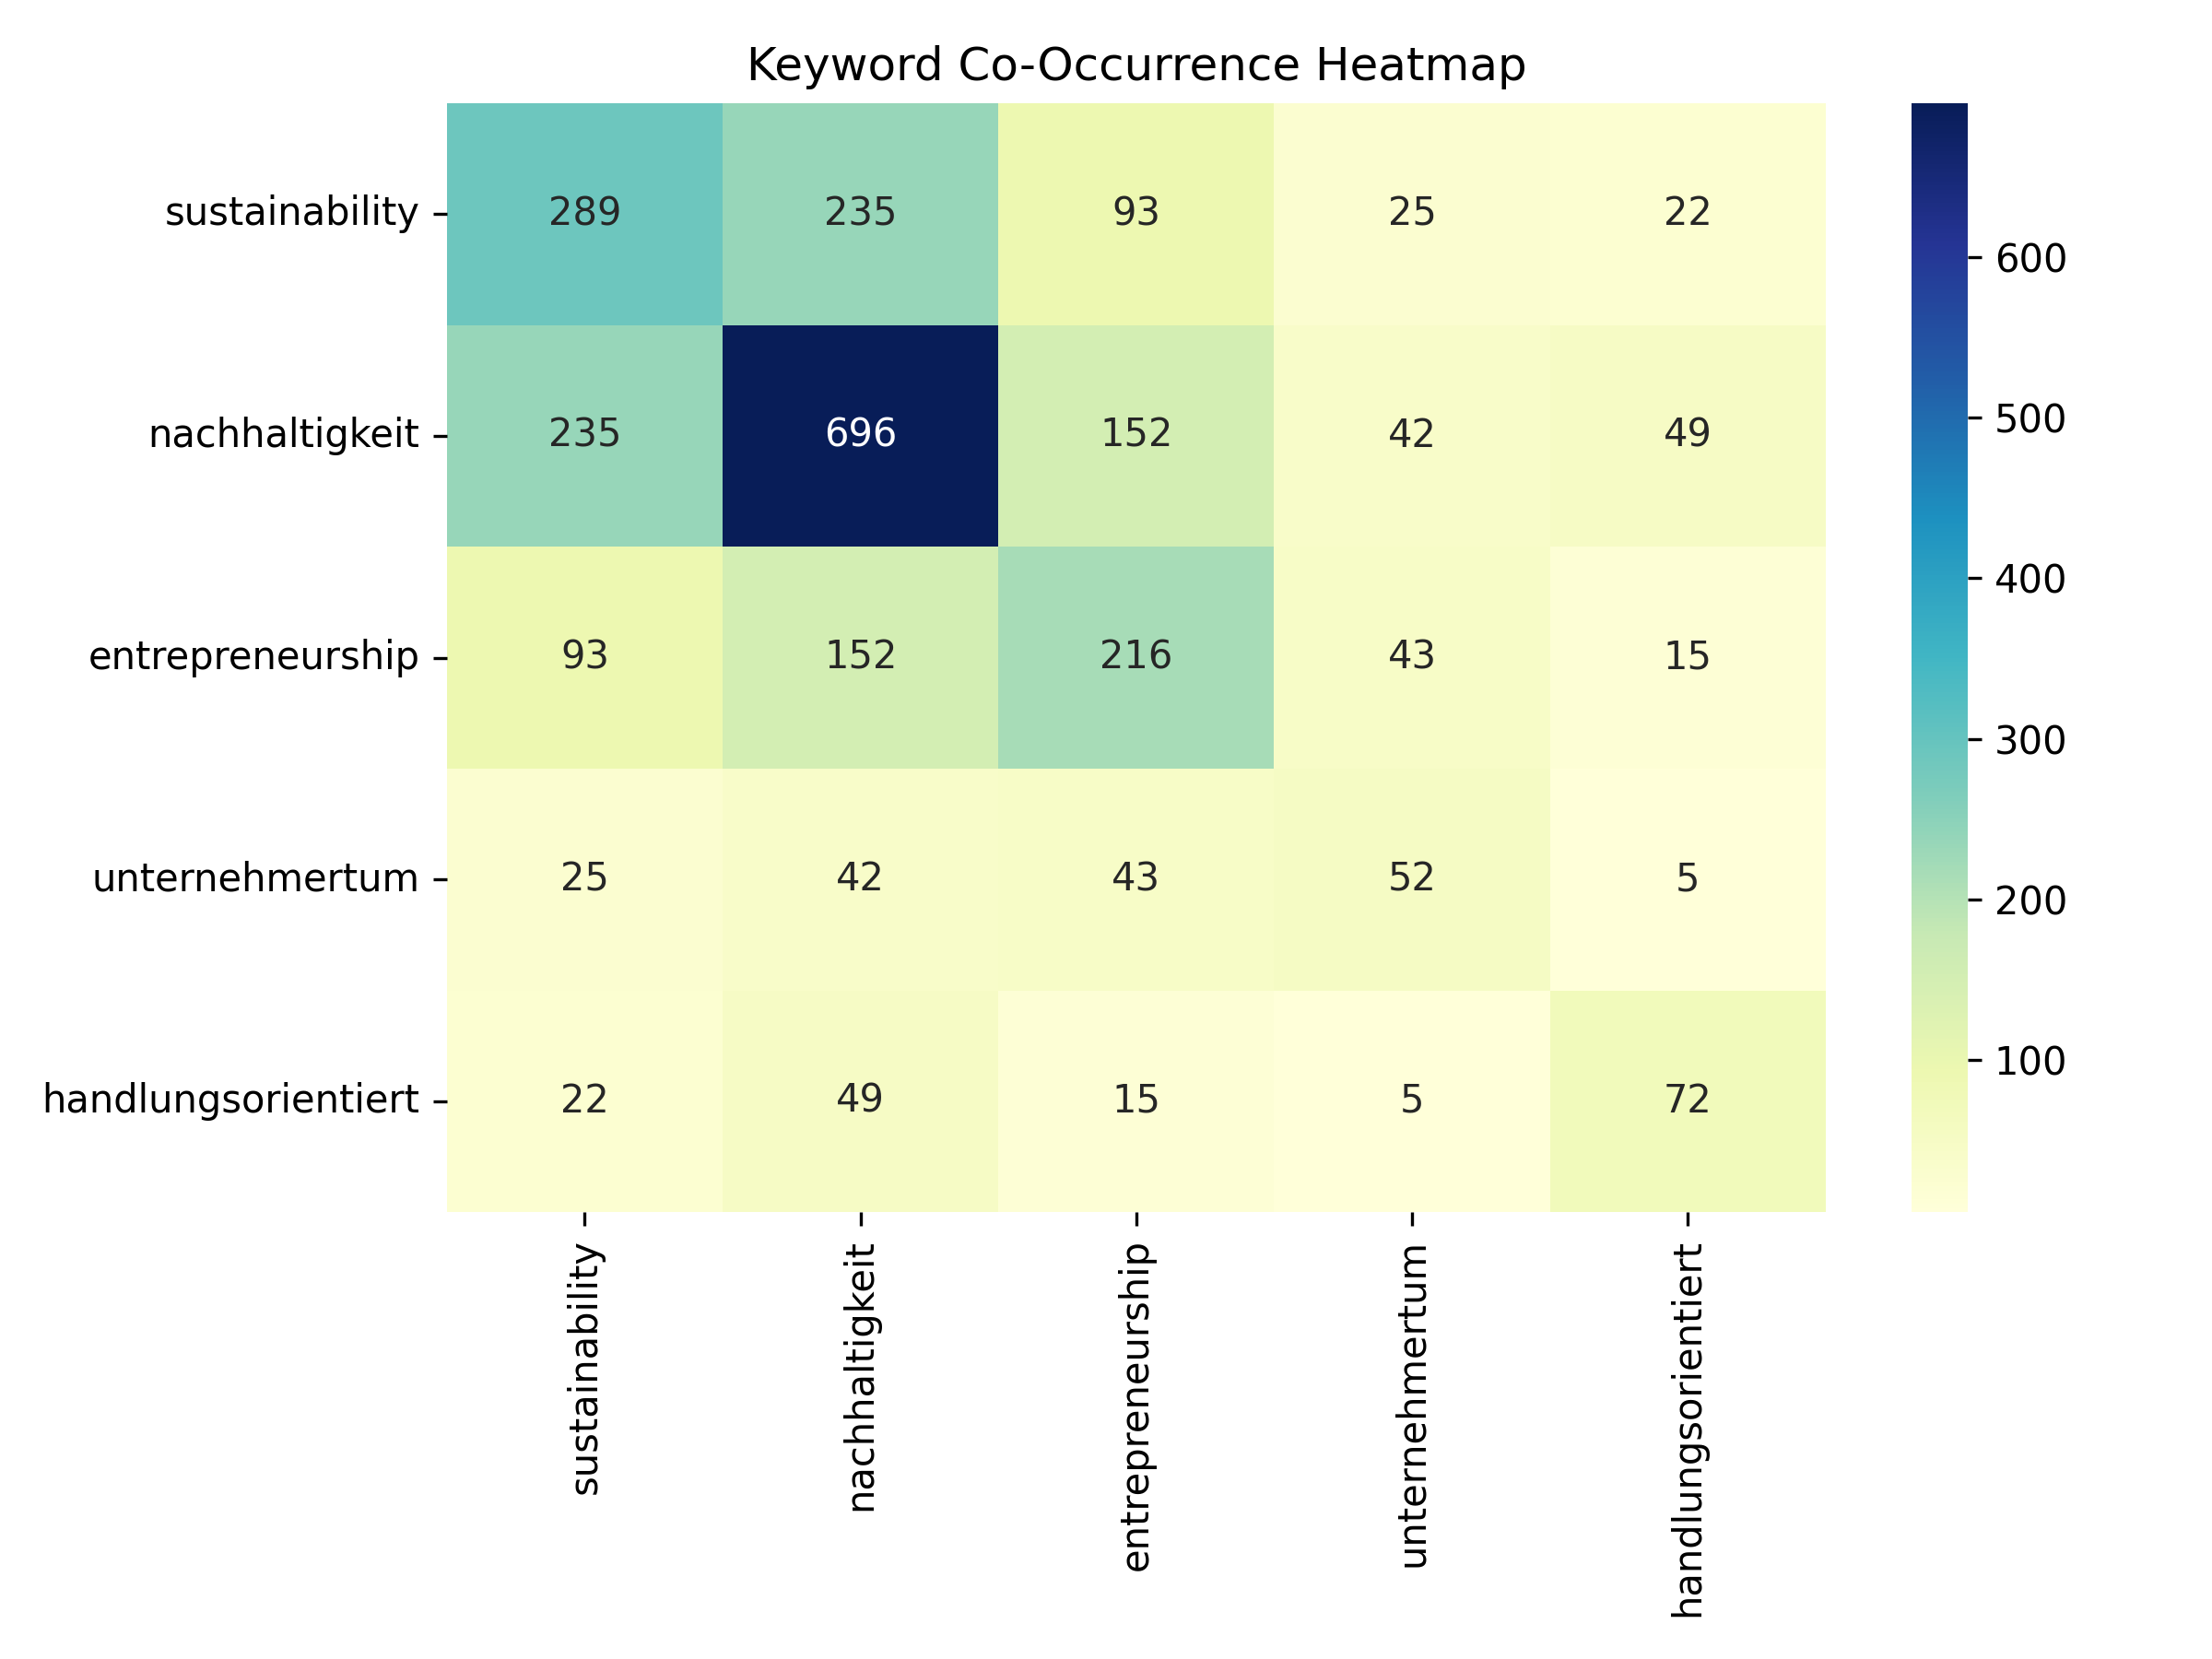 Keyword Co-Occurrence Heatmap
sustainability 289 235 93 25 22
nachhaltigkeit 235 696 152 42 49
entrepreneurship 93 152 216 43 15
unternehmertum 25 42 43 52 5
handlungsorientiert 22 49 15 5 72
sustainability
nachhaltigkeit
entrepreneurship
unternehmertum
handlungsorientiert
600
500
400
300
200
100